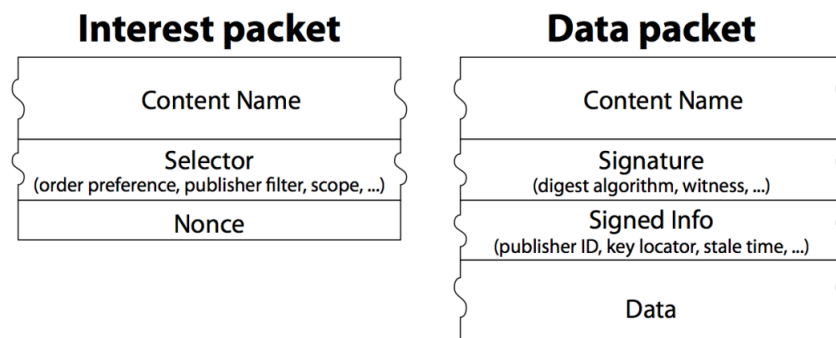 Interest packet
Content Name
Selector
(order preference, publisher filter, scope, ...)
Nonce
Data packet
Content Name
Signature
(digest algorithm, witness, ...)
Signed Info
(publisher ID, key locator, stale time, ...)
Data